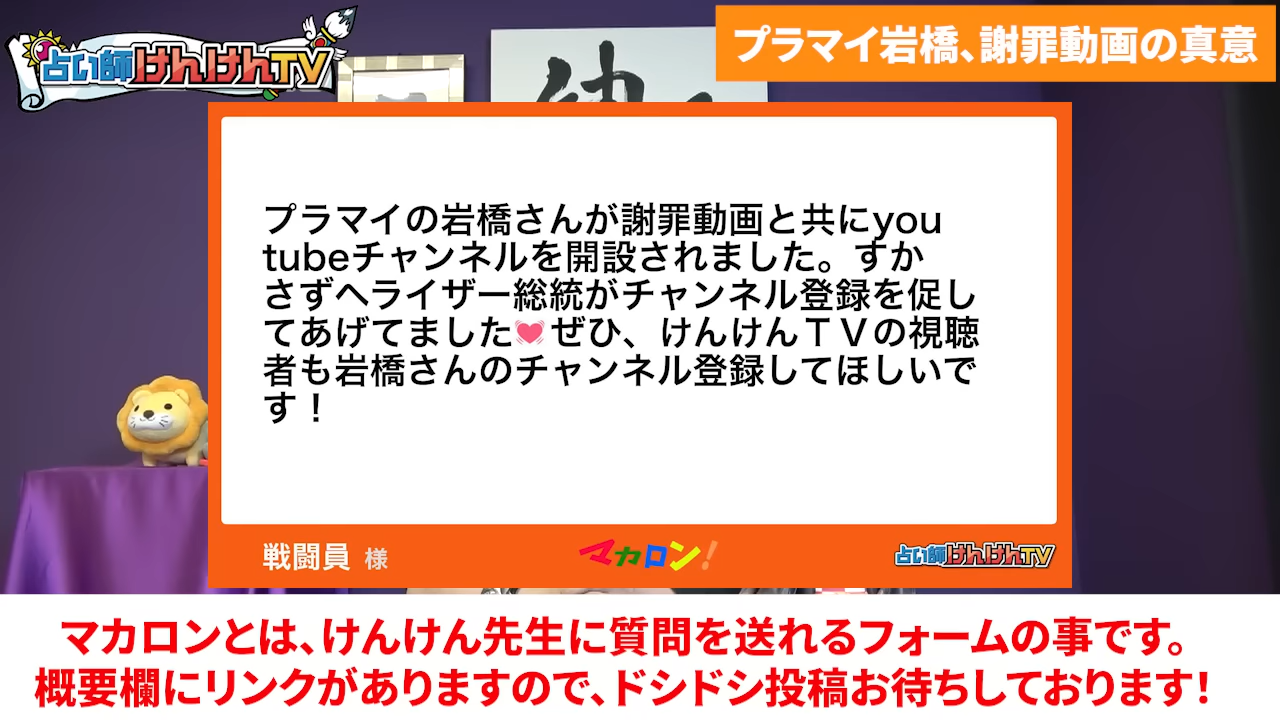 占い師けんけんTV
プラマイ岩橋、謝罪動画の真意
プラマイの岩橋さんが謝罪動画と共にyou
tubeチャンネルを開設されました。すか
さずへライザー総統がチャンネル登録を促し
てあげてました💓ぜひ、けんけんＴＶの視聴
者も岩橋さんのチャンネル登録してほしいで
す！
戦闘員 様
マカロン!
占い師けんけんTV
マカロンとは、けんけん先生に質問を送れるフォームの事です。
概要欄にリンクがありますので、ドシドシ投稿お待ちしております!